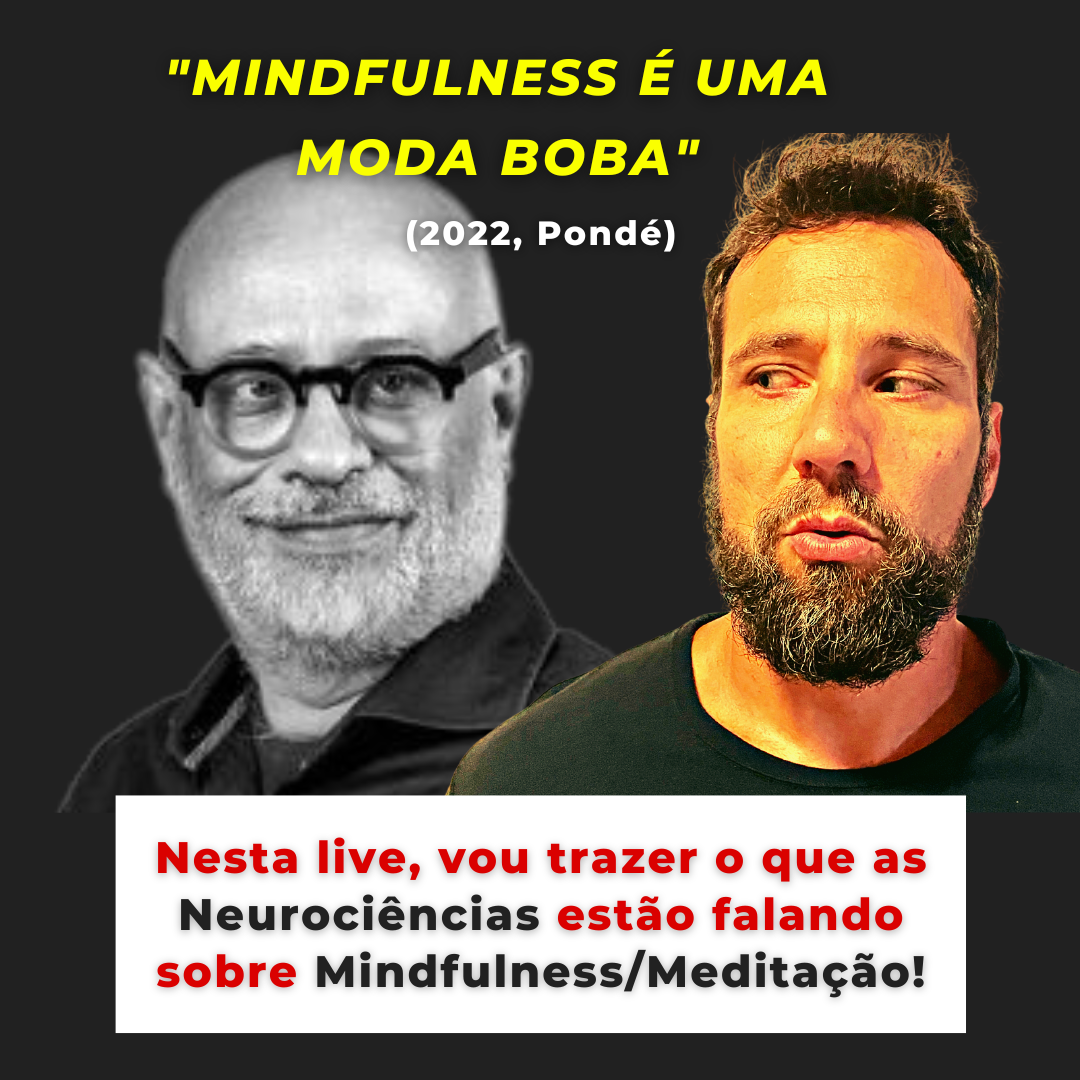 "MINDFULNESS É UMA
MODA BOBA"
(2022, Pondé)
Nesta live, vou trazer o que as
Neurociências estão falando
sobre Mindfulness/Meditação!